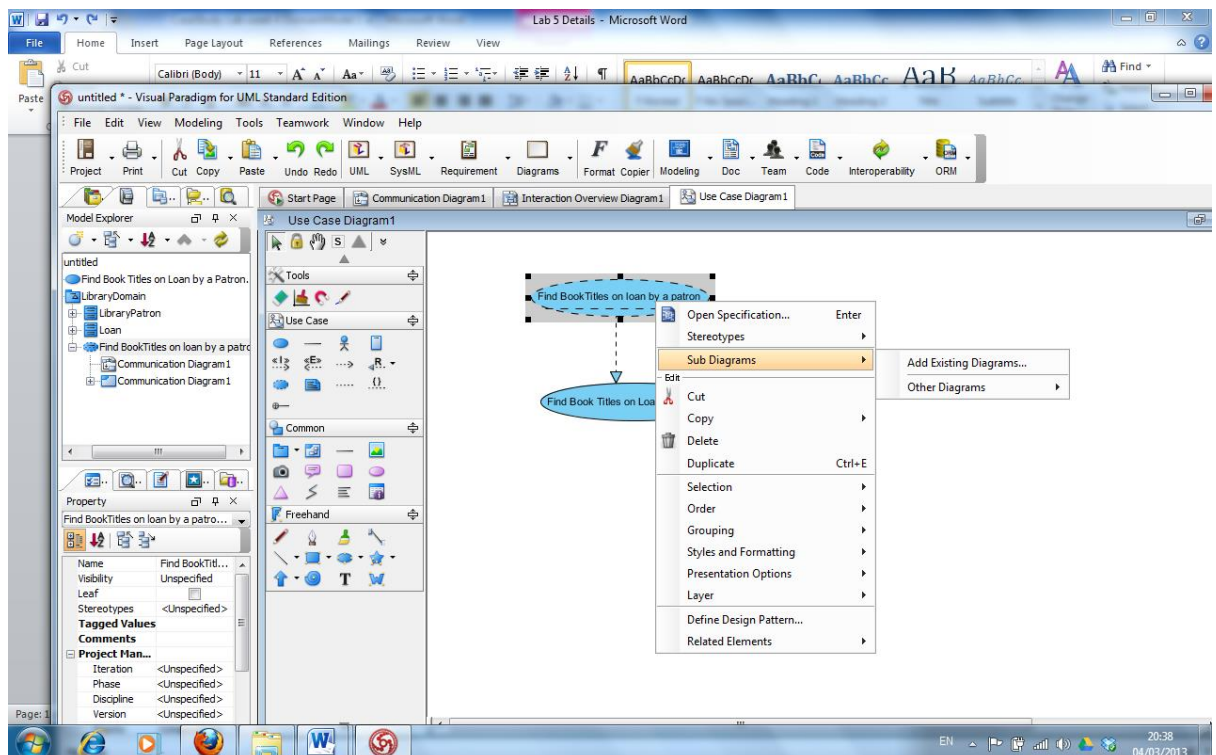 Lab 5 Details - Microsoft Word
File Home Insert Page Layout References Mailings Review View
Cut
Calibri (Body) 11
Find
Paste
AaBbCcDc AaBbCcDc AaBbC AaBbCc AaB AaBbCc.
untitled * - Visual Paradigm for UML Standard Edition
File Edit View Modeling Tools Teamwork Window Help
Project Print Cut Copy Paste Undo Redo UML SysML Requirement Diagrams Format Copier Modeling Doc Team Code Interoperability ORM
Start Page Communication Diagram1 Interaction Overview Diagram1 Use Case Diagram1
Model Explorer
Use Case Diagram1
untitled
Find Book Titles on Loan by a Patron.
LibraryDomain
LibraryPatron
Loan
Find BookTitles on loan by a patro
Communication Diagram1
Communication Diagram1
Tools
Use Case
Common
Freehand
Find BookTitles on loan by a patron
Find Book Titles on Loa
Open Specification... Enter
Stereotypes
Sub Diagrams
Add Existing Diagrams...
Other Diagrams
Edit
Cut
Copy
Delete
Duplicate Ctrl+E
Selection
Order
Grouping
Styles and Formatting
Presentation Options
Layer
Define Design Pattern...
Related Elements
Property
Find BookTitles on loan by a patro...
Name Find BookTitl...
Visibility Unspecified
Leaf
Stereotypes <Unspecified>
Tagged Values
Comments
Project Man...
Iteration <Unspecified>
Phase <Unspecified>
Discipline <Unspecified>
Version <Unspecified>
Page: 1
EN
20:38
04/03/2013